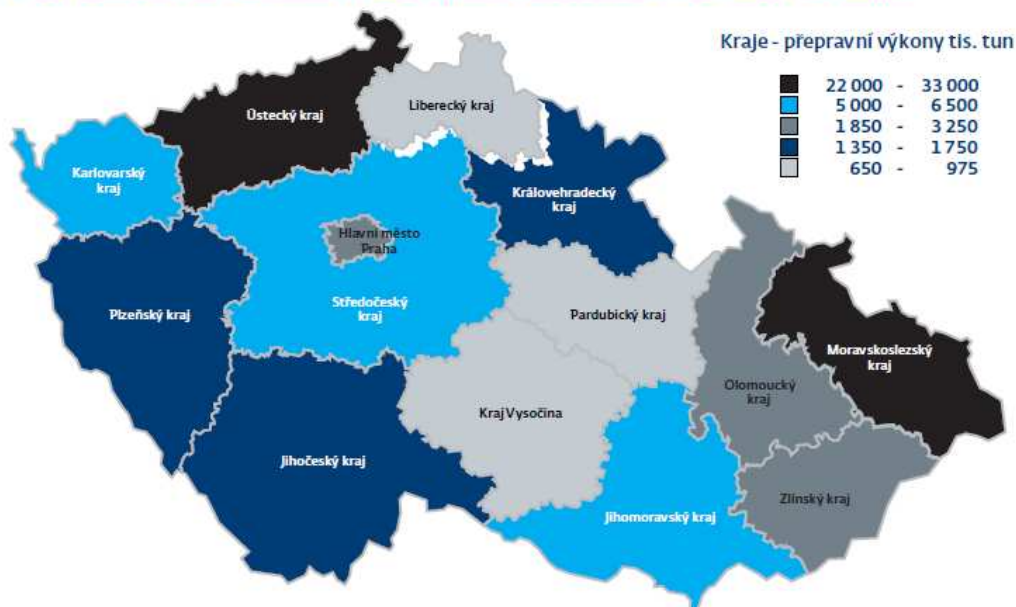 Kraje - přepravní výkony tis. tun
22 000 - 33 000
5 000 - 6 500
1 850 - 3 250
1 350 - 1 750
650 - 975
Ústecký kraj
Liberecký kraj
Karlovarský
kraj
Královehradecký
kraj
Hlavní město
Praha
Středočeský
kraj
Plzeňský kraj
Pardubický kraj
Moravskoslezský
kraj
Olomoucký
kraj
Kraj Vysočina
Jihočeský kraj
Zlínský kraj
Jihomoravský kraj